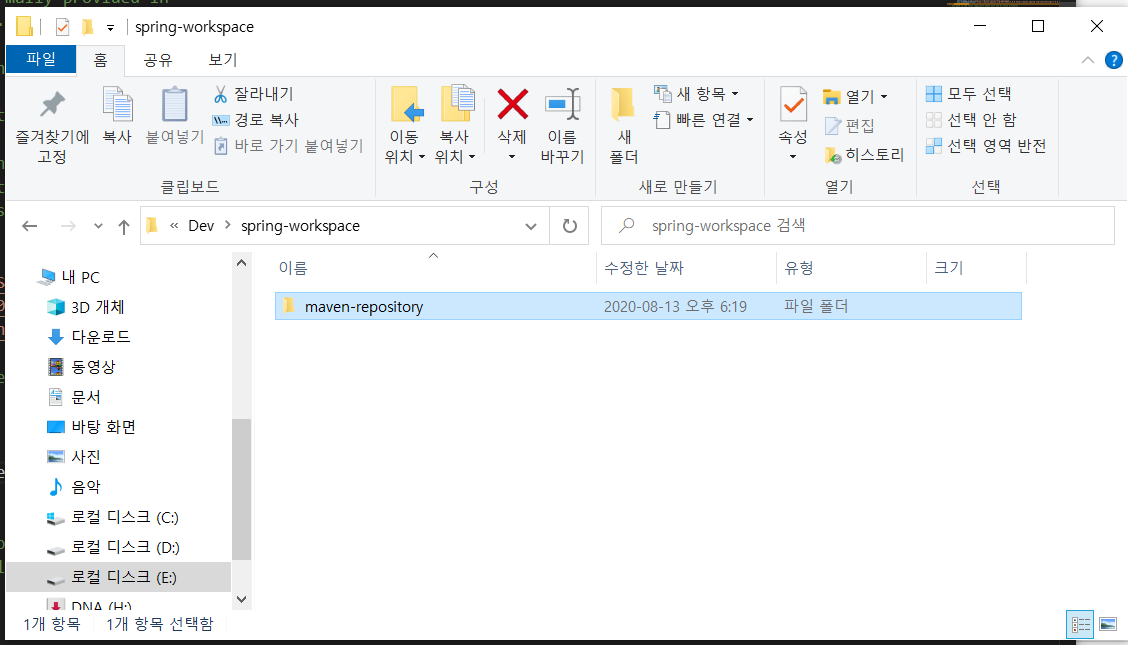 mally provided in
spring-workspace
파일 홈 공유 보기
즐겨찾기에
고정
복사
붙여넣기
잘라내기
경로 복사
바로 가기 붙여넣기
클립보드
이동
위치
복사
위치
삭제
이름
바꾸기
구성
새
폴더
새 항목
빠른 연결
새로 만들기
속성
열기
편집
히스토리
열기
모두 선택
선택 안 함
선택 영역 반전
선택
« Dev > spring-workspace
spring-workspace 검색
내 PC
3D 개체
다운로드
동영상
문서
바탕 화면
사진
음악
로컬 디스크 (C:)
로컬 디스크 (D:)
로컬 디스크 (E:)
DNA (H:)
이름 수정한 날짜 유형 크기
maven-repository 2020-08-13 오후 6:19 파일 폴더
1개 항목 1개 항목 선택함